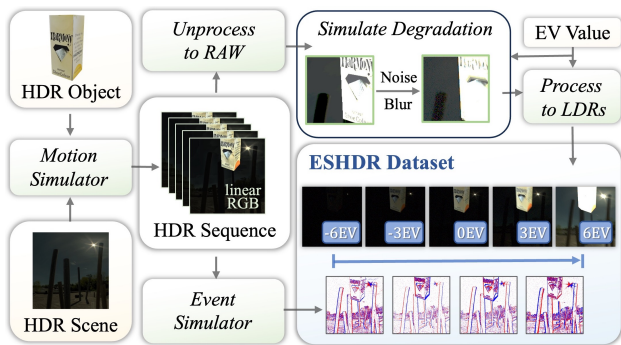 HDR Object
Motion
Simulator
HDR Scene
Unprocess
to RAW
linear
RGB
HDR Sequence
Event
Simulator
Simulate Degradation
Noise
Blur
EV Value
Process
to LDRs
ESHDR Dataset
-6EV
-3EV
0EV
3EV
6EV